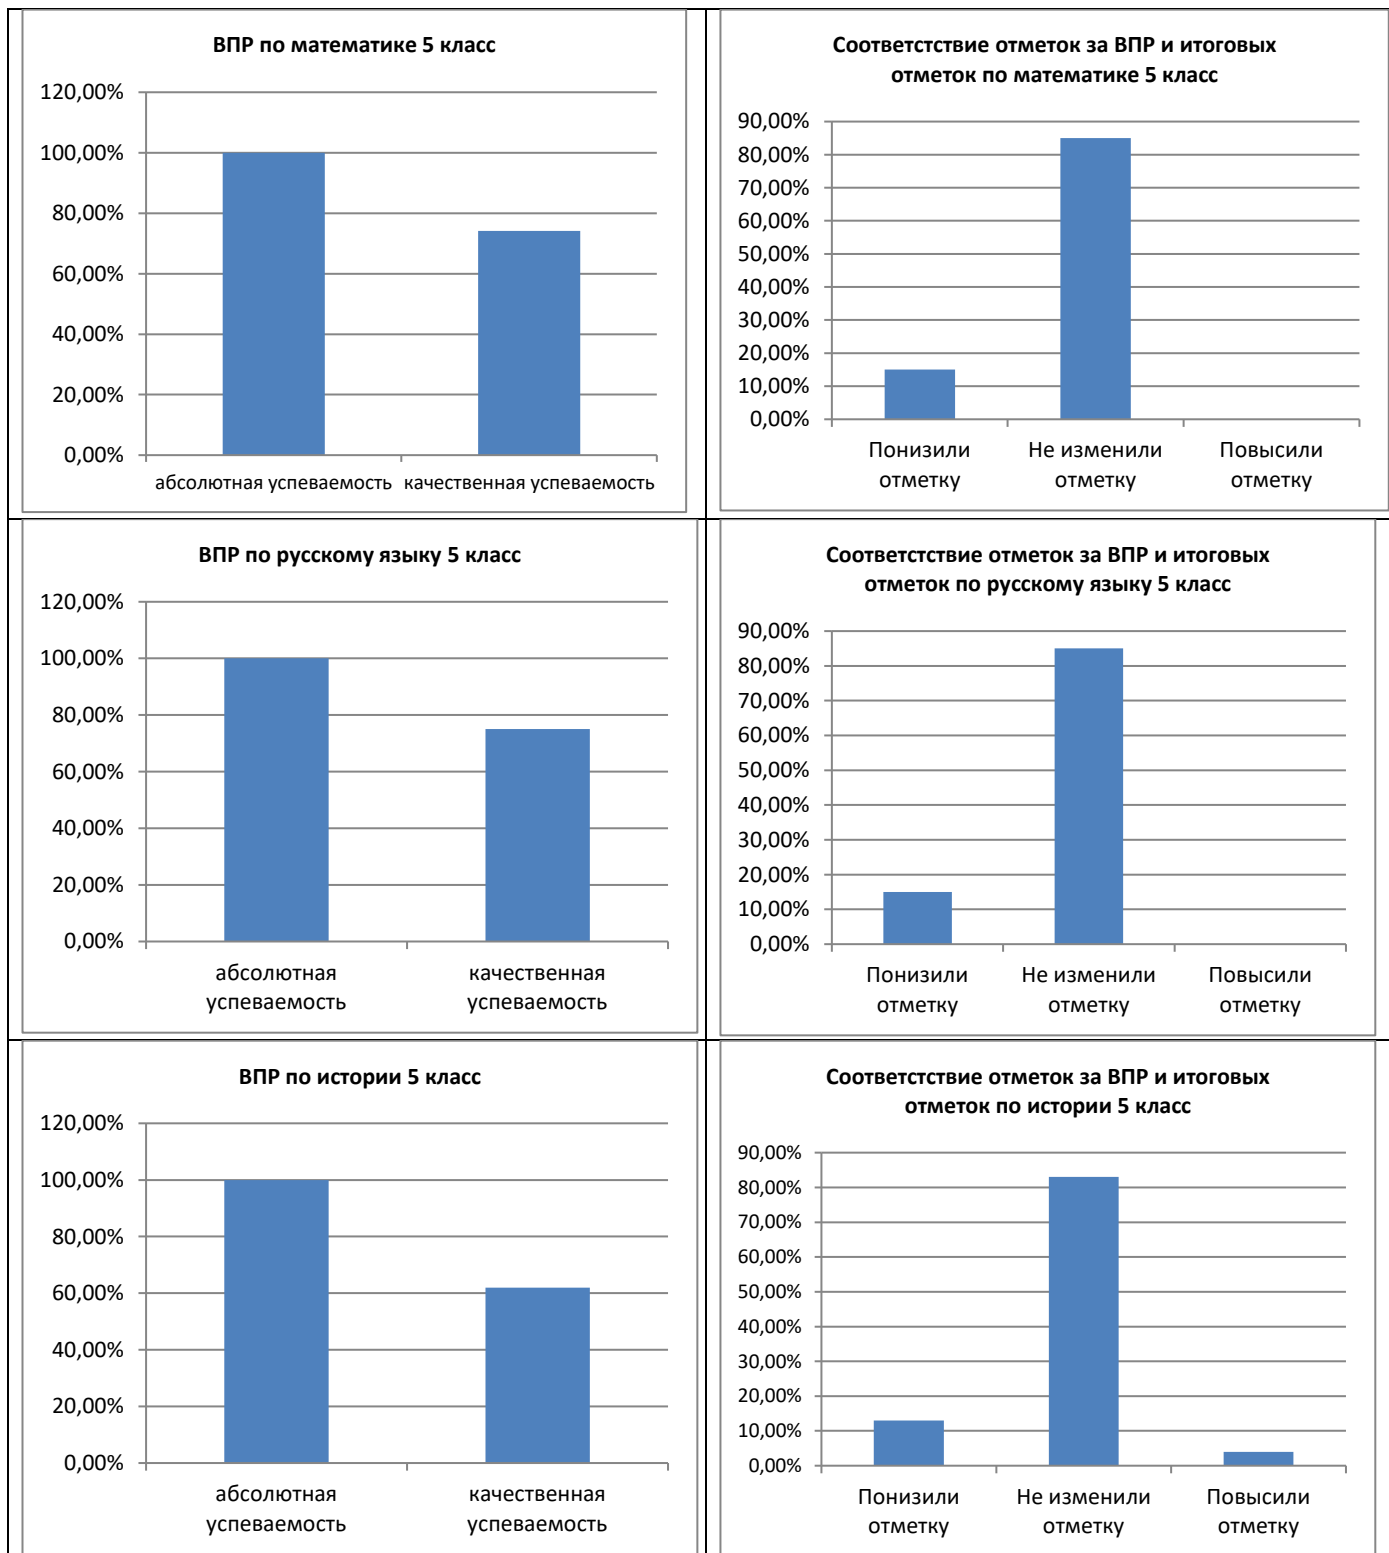 ВПР по математике 5 класс
120,00%
100,00%
80,00%
60,00%
40,00%
20,00%
0,00%
абсолютная успеваемость качественная успеваемость
Соответстствие отметок за ВПР и итоговых
отметок по математике 5 класс
90,00%
80,00%
70,00%
60,00%
50,00%
40,00%
30,00%
20,00%
10,00%
0,00%
Понизили Не изменили Повысили
отметку отметку отметку
ВПР по русскому языку 5 класс
120,00%
100,00%
80,00%
60,00%
40,00%
20,00%
0,00%
абсолютная качественная
успеваемость успеваемость
Соответстствие отметок за ВПР и итоговых
отметок по русскому языку 5 класс
90,00%
80,00%
70,00%
60,00%
50,00%
40,00%
30,00%
20,00%
10,00%
0,00%
Понизили Не изменили Повысили
отметку отметку отметку
ВПР по истории 5 класс
120,00%
100,00%
80,00%
60,00%
40,00%
20,00%
0,00%
абсолютная качественная
успеваемость успеваемость
Соответстствие отметок за ВПР и итоговых
отметок по истории 5 класс
90,00%
80,00%
70,00%
60,00%
50,00%
40,00%
30,00%
20,00%
10,00%
0,00%
Понизили Не изменили Повысили
отметку отметку отметку